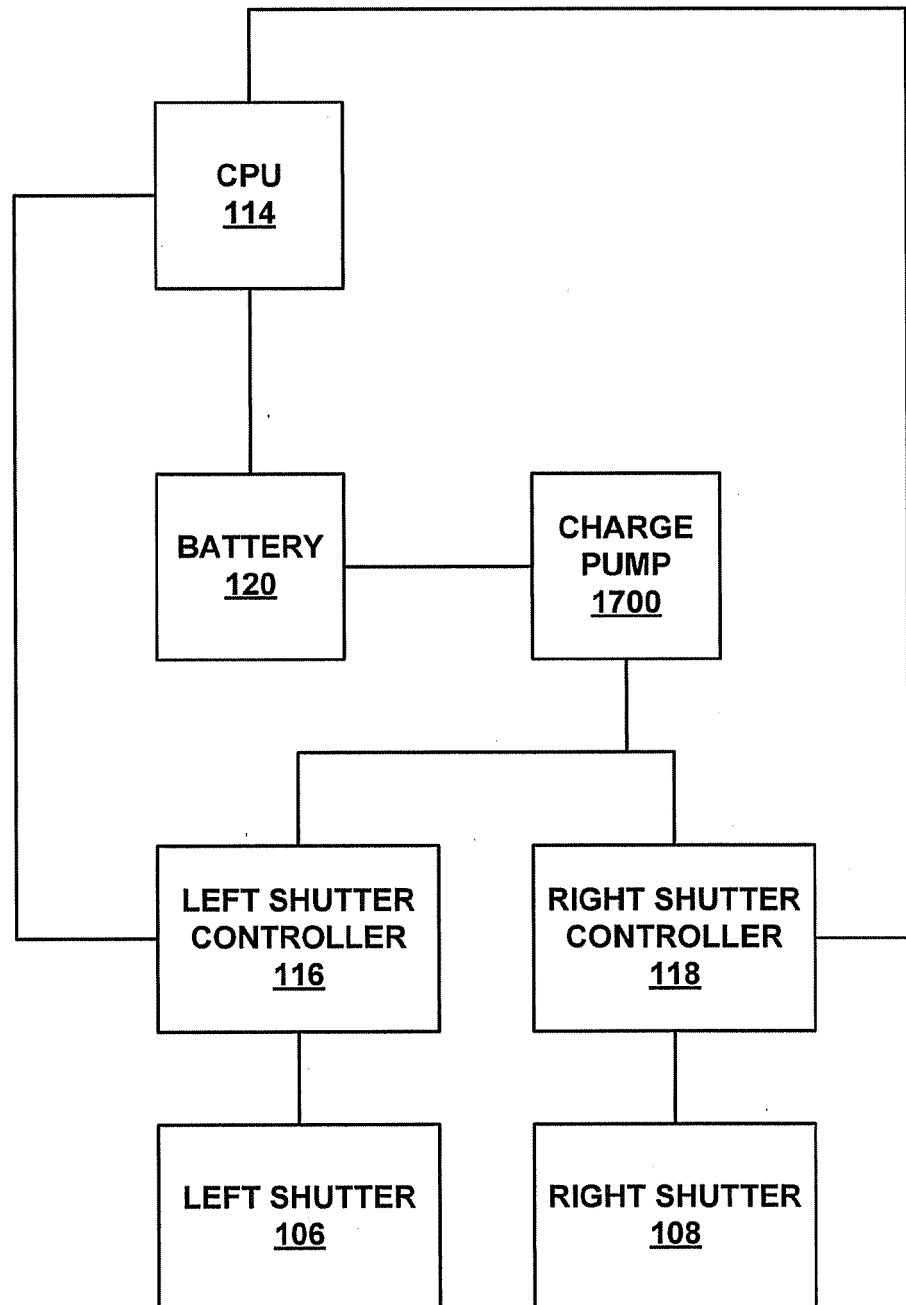 CPU
114
BATTERY
120
CHARGE
PUMP
1700
LEFT SHUTTER
CONTROLLER
116
RIGHT SHUTTER
CONTROLLER
118
LEFT SHUTTER
106
RIGHT SHUTTER
108